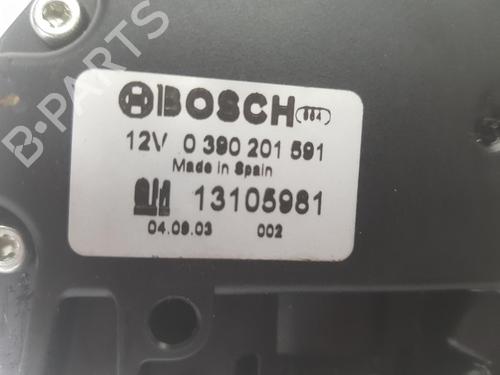 B-PARTS
BOSCH
12V 0 390 201 591
Made in Spain
13105981
04.09.03 002